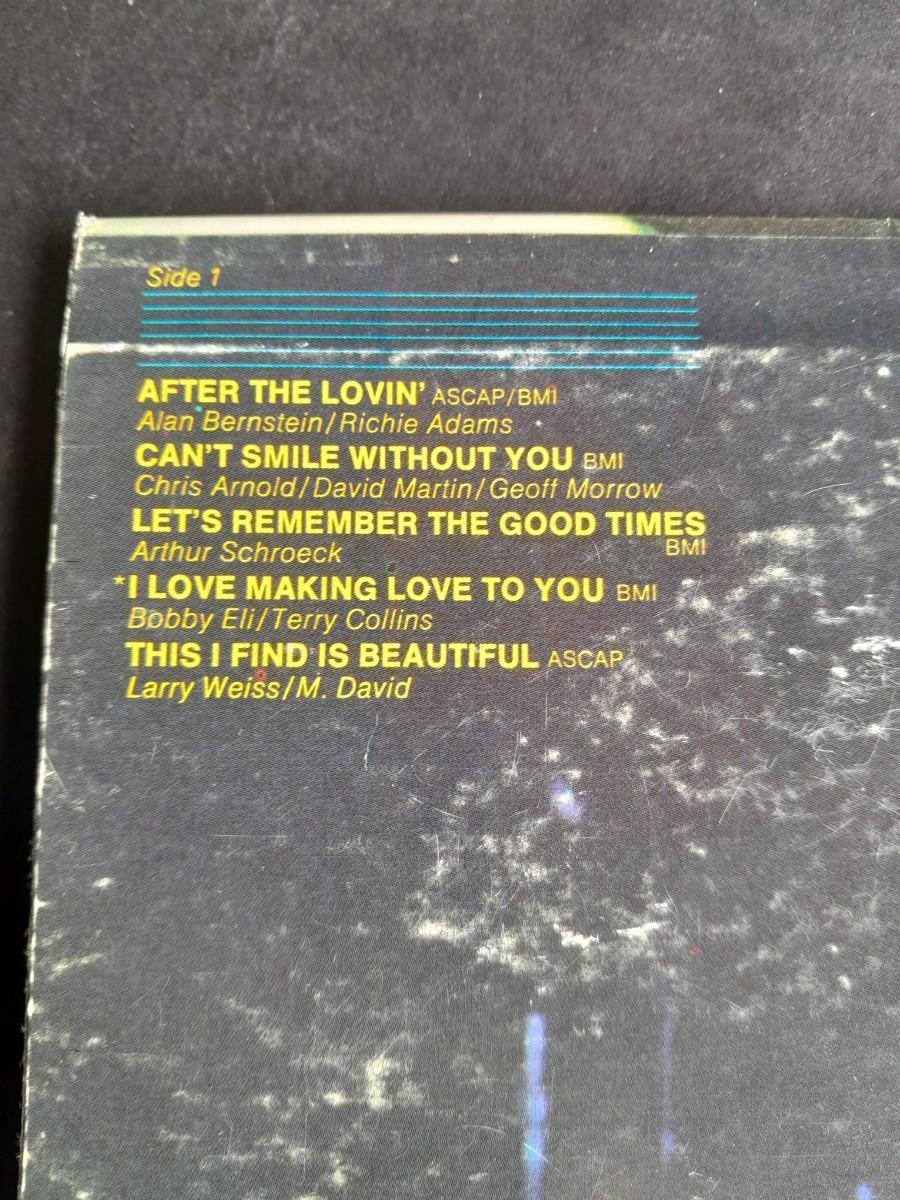 Side 1
AFTER THE LOVIN' ASCAP/BMI
Alan Bernstein/Richie Adams
CAN'T SMILE WITHOUT YOU BMI
Chris Arnold/David Martin/Geoff Morrow
LET'S REMEMBER THE GOOD TIMES
BMI
Arthur Schroeck
*I LOVE MAKING LOVE TO YOU BMI
Bobby Eli/Terry Collins
THIS I FIND IS BEAUTIFUL ASCAP
Larry Weiss/M. David